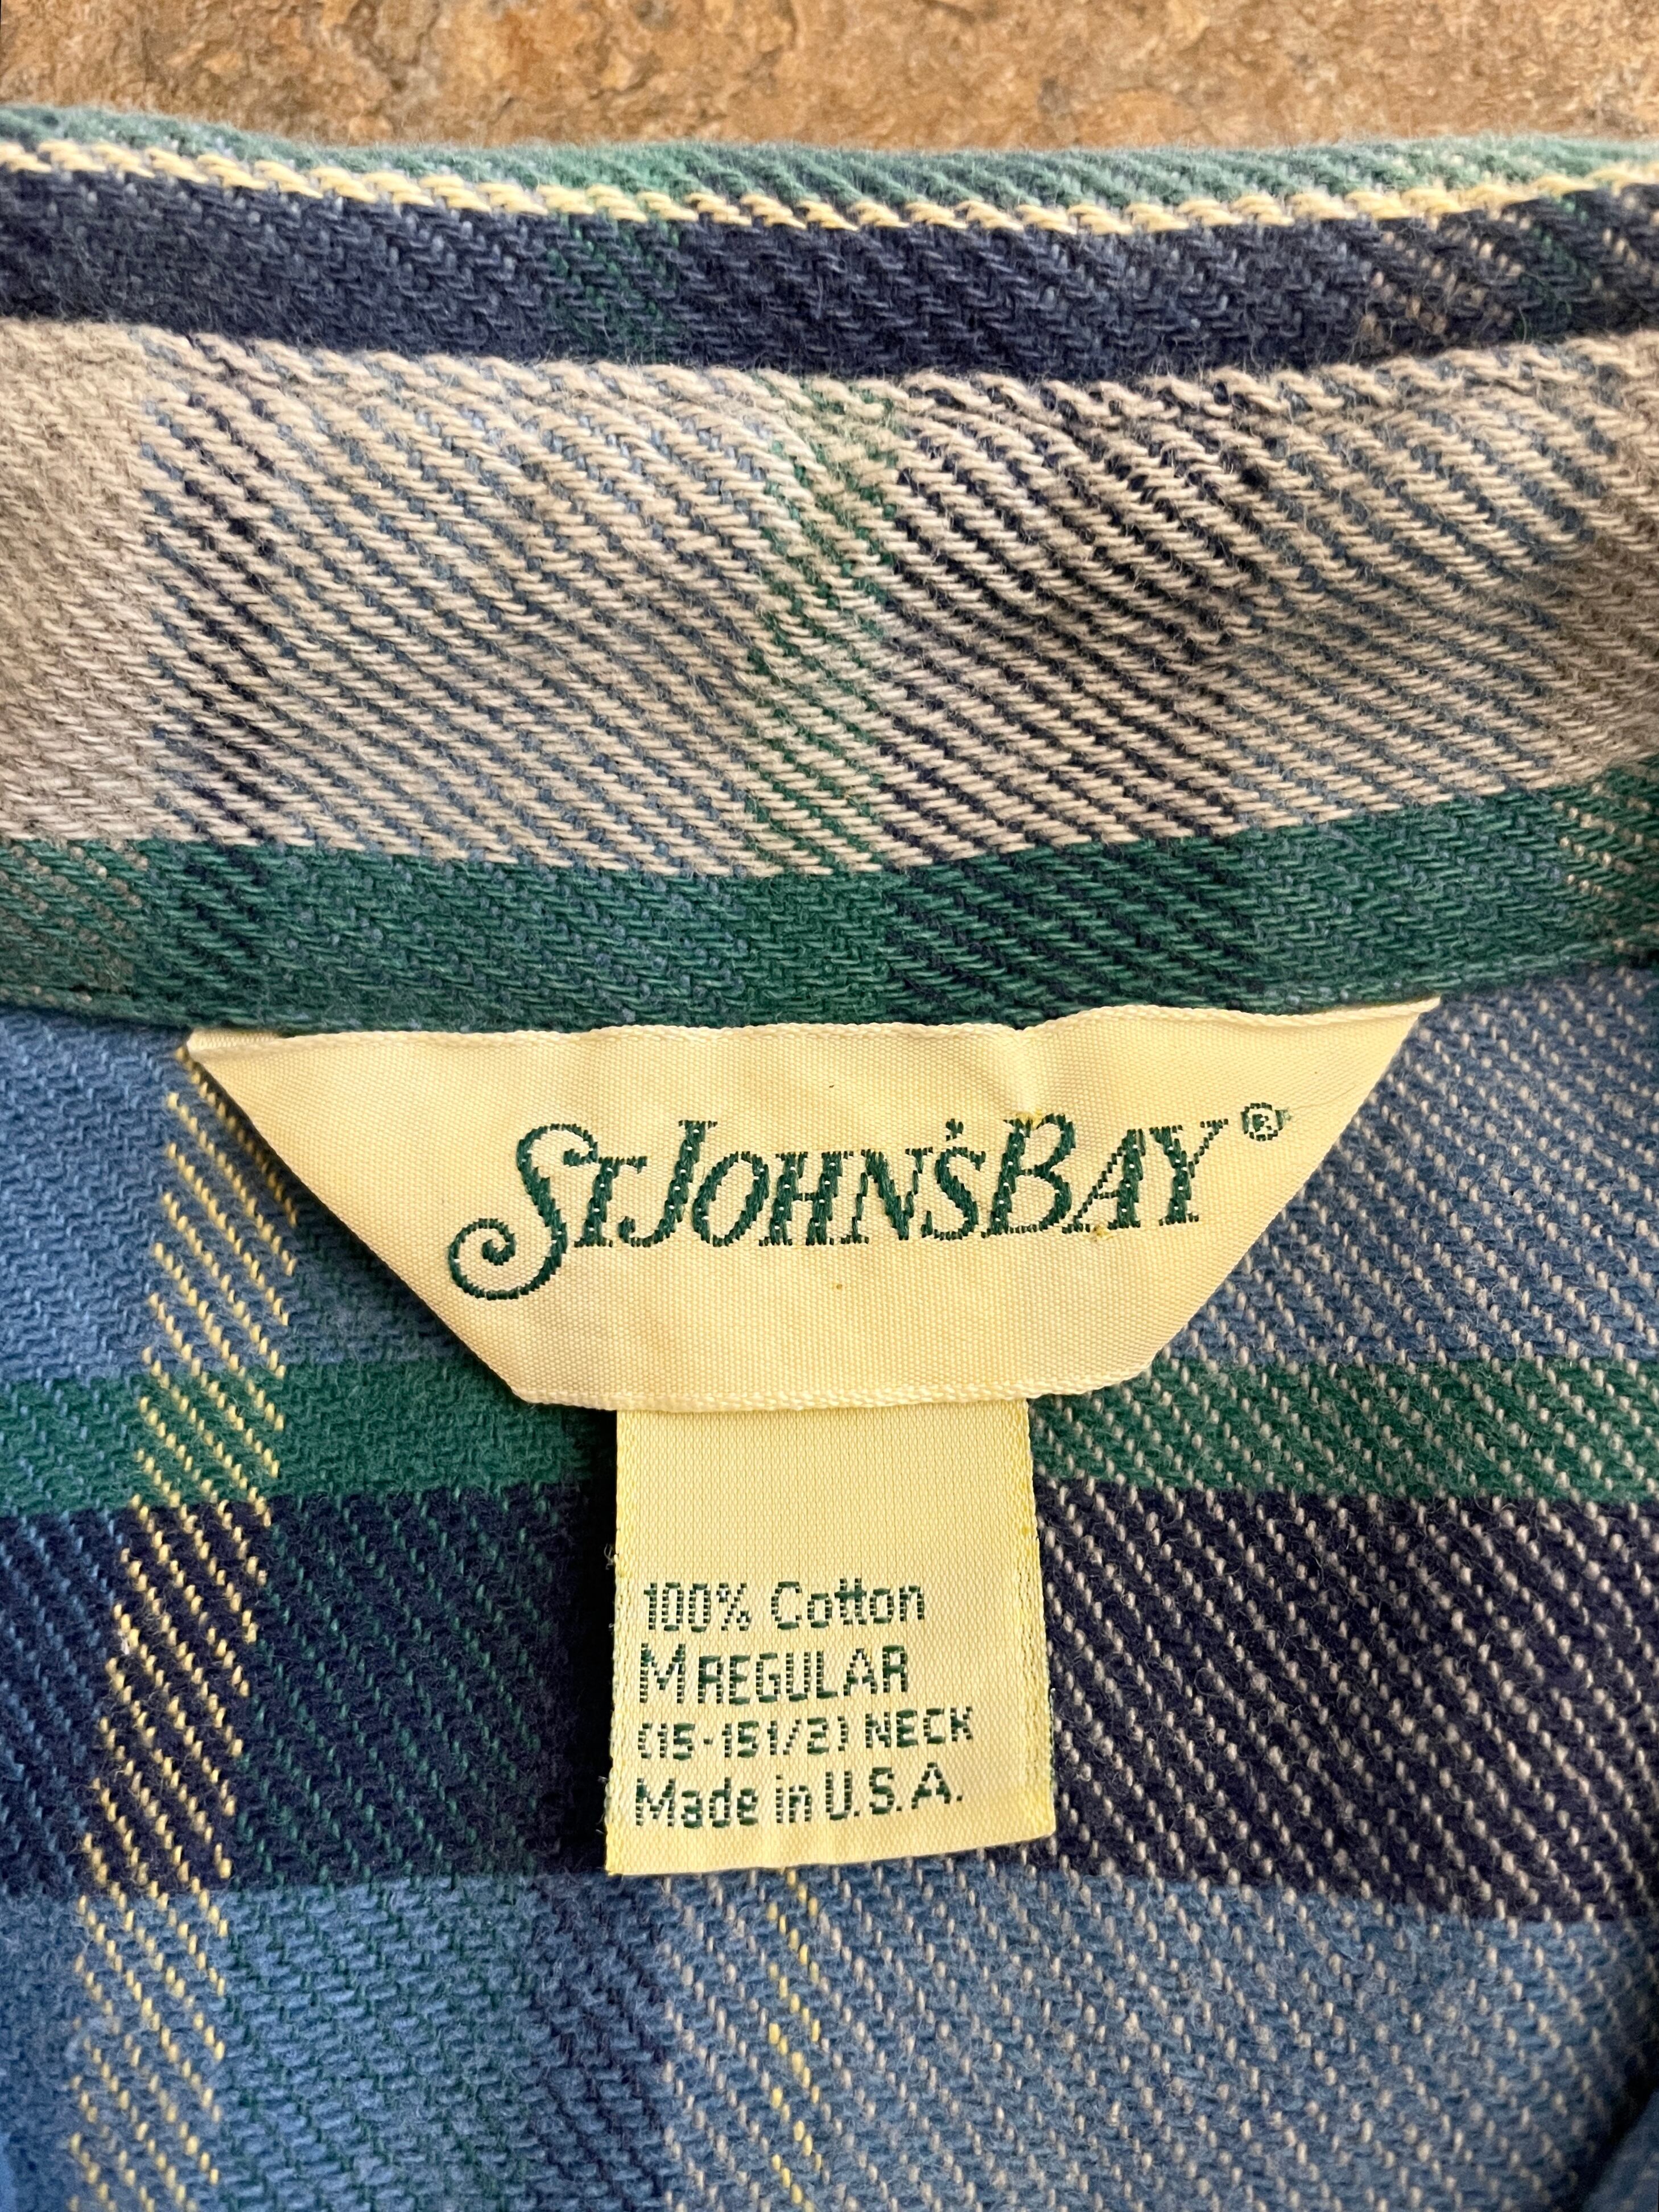 St John's Bay®
100% Cotton
M REGULAR
(15-15 1/2) NECK
Made in U.S.A.